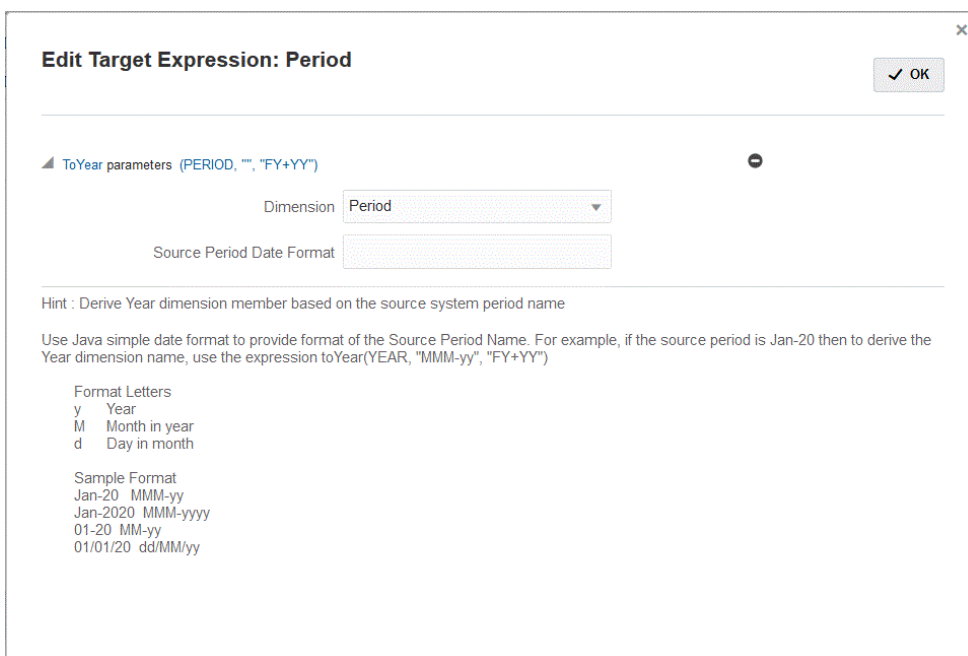 ×
Edit Target Expression: Period
OK
ToYear parameters (PERIOD, "", "FY+YY")
Dimension Period
Source Period Date Format
Hint : Derive Year dimension member based on the source system period name
Use Java simple date format to provide format of the Source Period Name. For example, if the source period is Jan-20 then to derive the
Year dimension name, use the expression toYear(YEAR, "MMM-yy", "FY+YY")
Format Letters
y Year
M Month in year
d Day in month
Sample Format
Jan-20 MMM-yy
Jan-2020 MMM-yyyy
01-20 MM-yy
01/01/20 dd/MM/yy